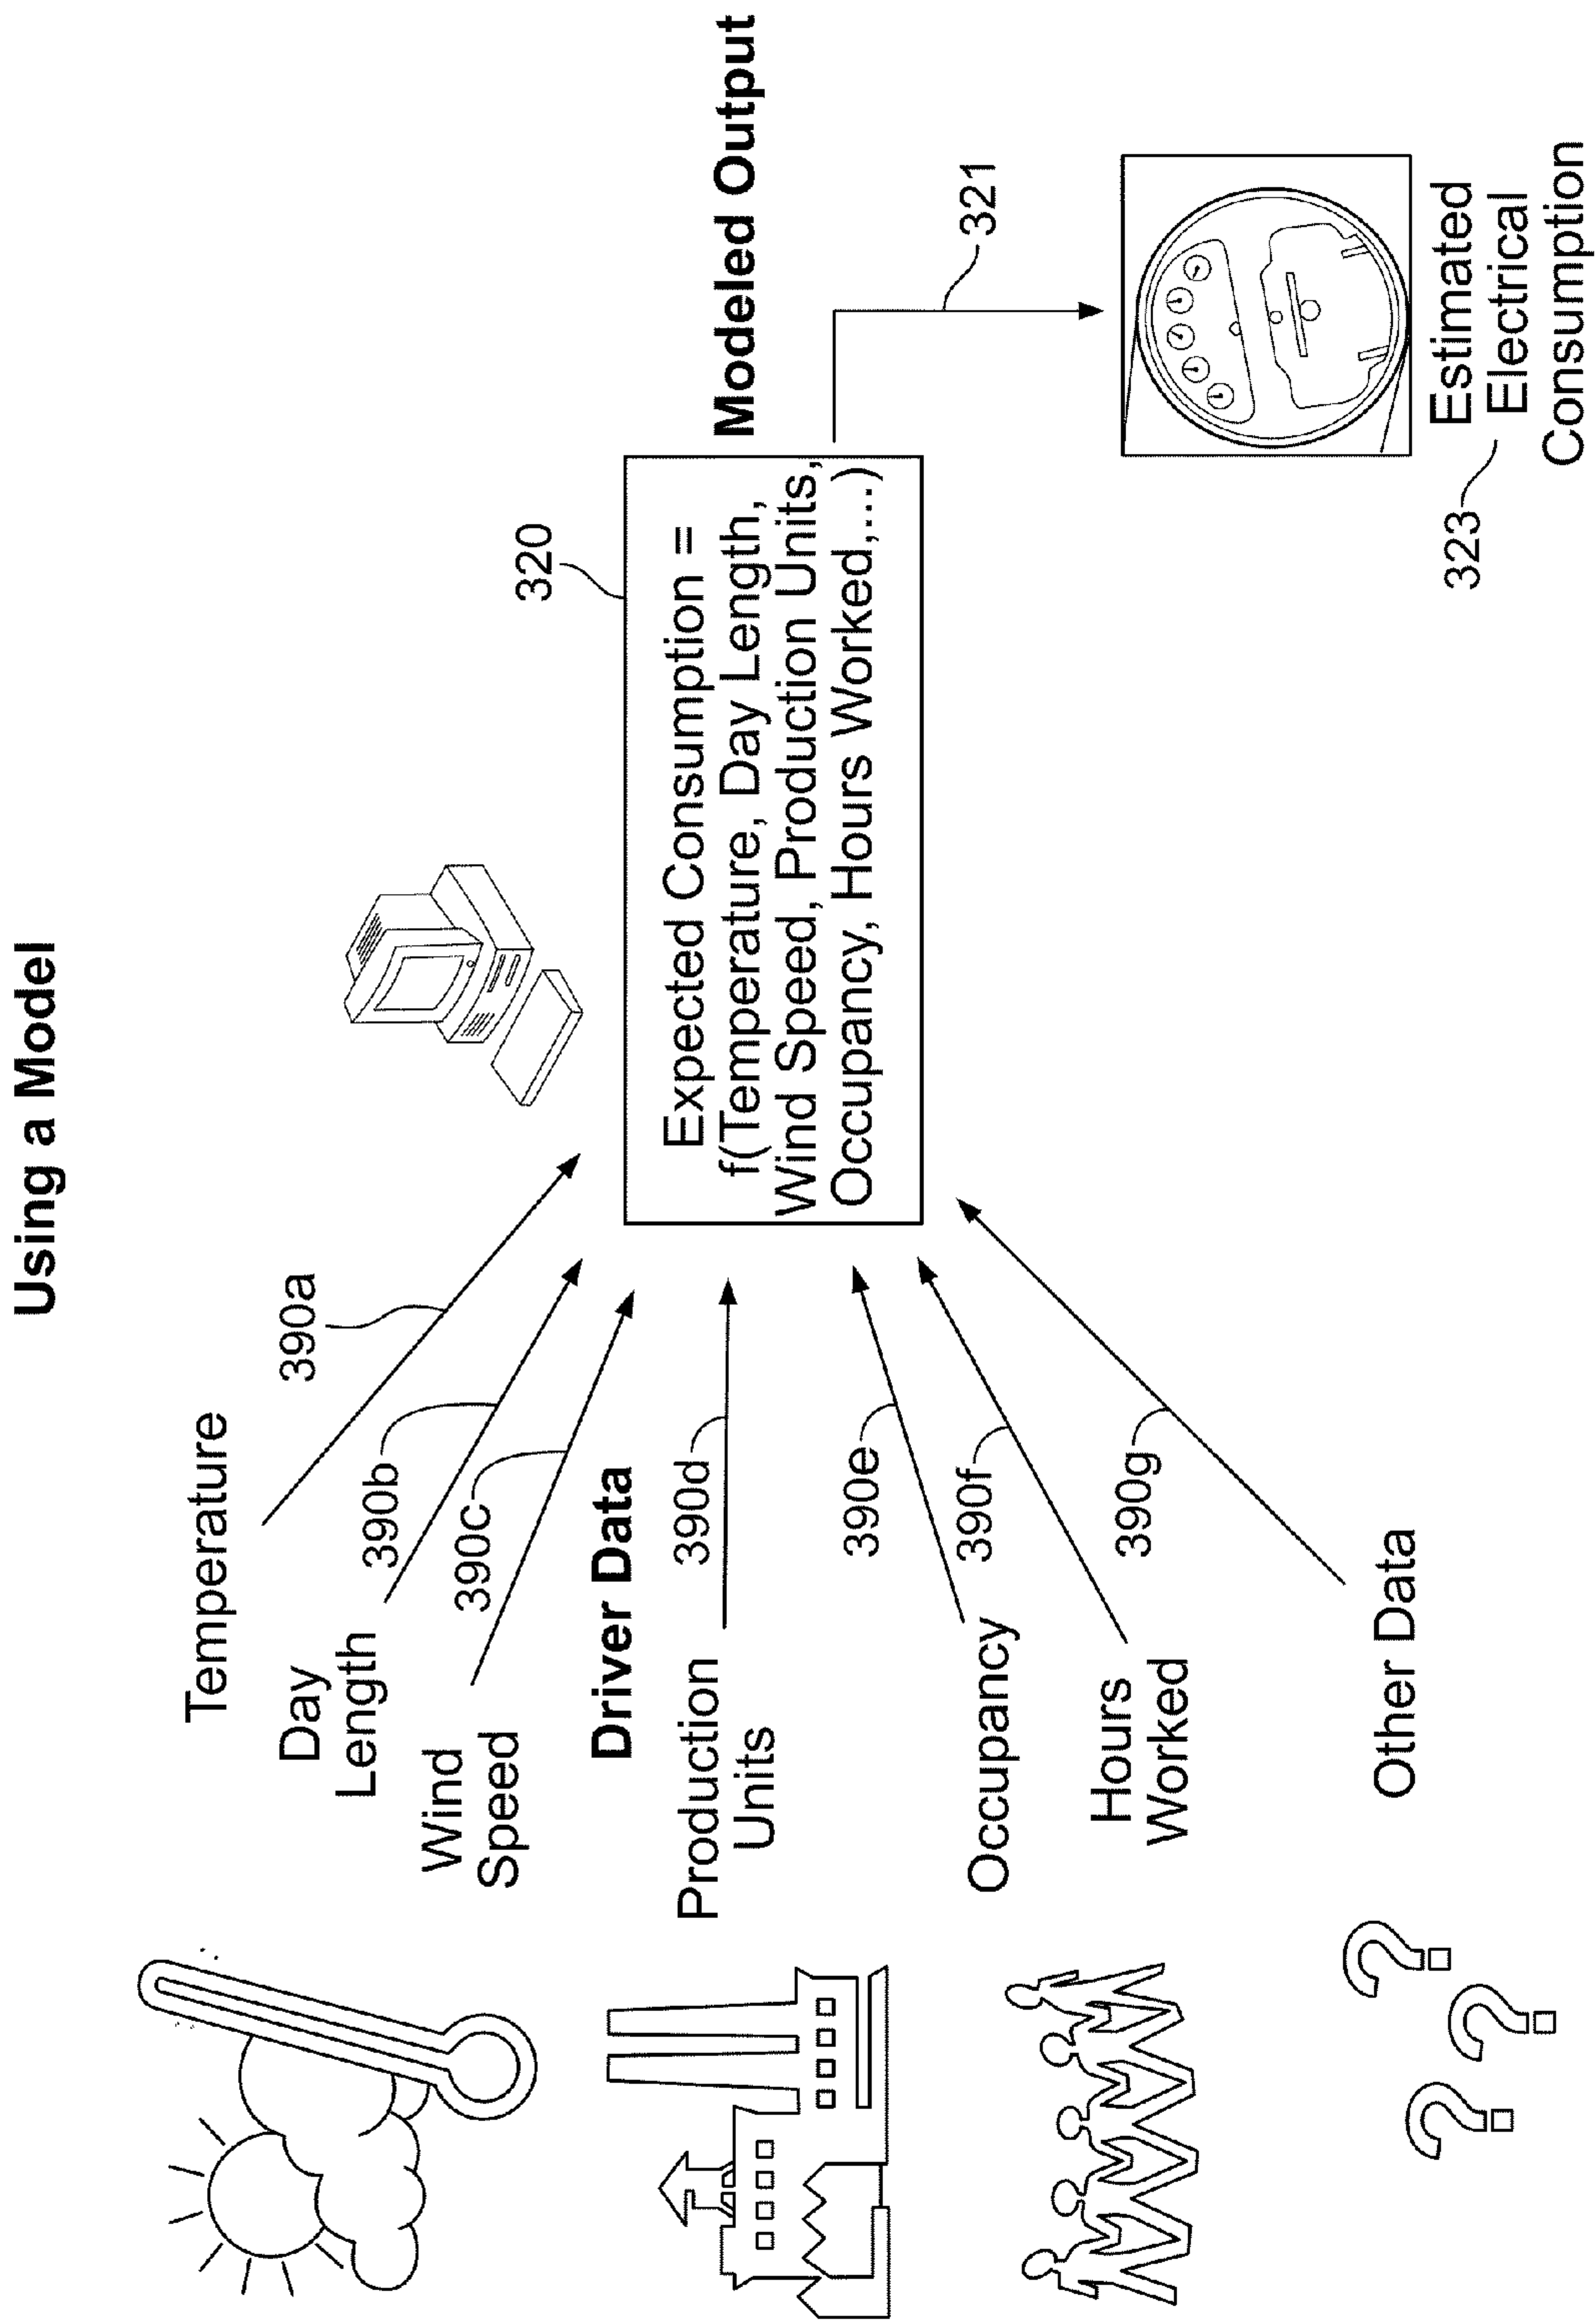 Using a Model
Temperature
390a
Day
Length
390b
Wind
Speed
390c
Driver Data
Production
Units
390d
Occupancy
390e
Hours
Worked
390f
Other Data
390g
320
Expected Consumption =
f(Temperature, Day Length,
Wind Speed, Production Units,
Occupancy, Hours Worked,...)
Modeled Output
321
323
Estimated
Electrical
Consumption
? ? ?